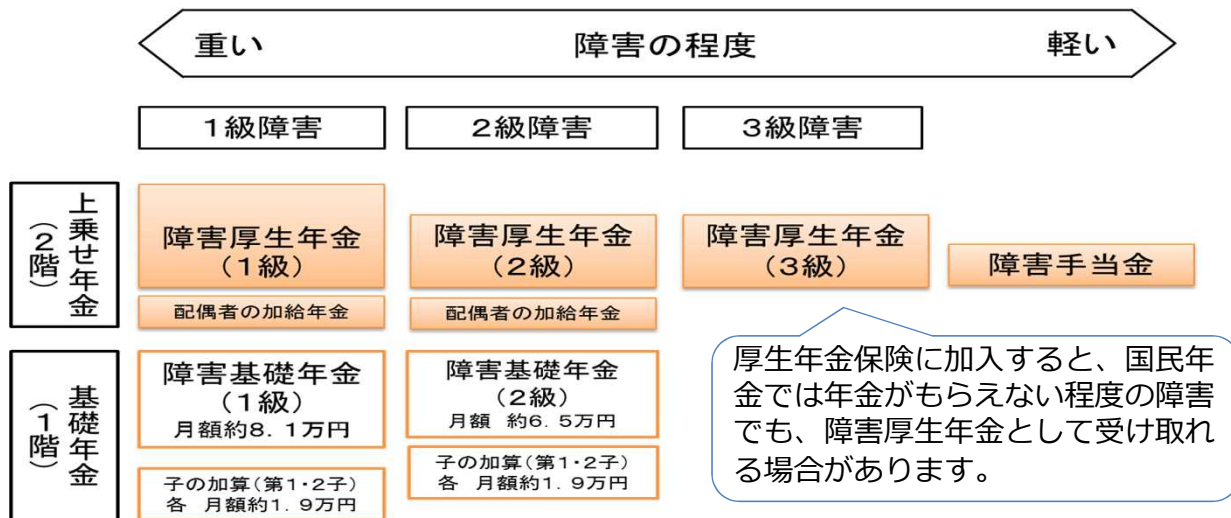 重い 障害の程度 軽い
1級障害 2級障害 3級障害
上乗せ年金
（2階）
障害厚生年金
（1級）
配偶者の加給年金
障害厚生年金
（2級）
配偶者の加給年金
障害厚生年金
（3級）
障害手当金
基礎年金
（1階）
障害基礎年金
（1級）
月額約8．1万円
子の加算（第1・2子）
各 月額約1．9万円
障害基礎年金
（2級）
月額 約6．5万円
子の加算（第1・2子）
各 月額約1．9万円
厚生年金保険に加入すると、国民年
金では年金がもらえない程度の障害
でも、障害厚生年金として受け取れ
る場合があります。